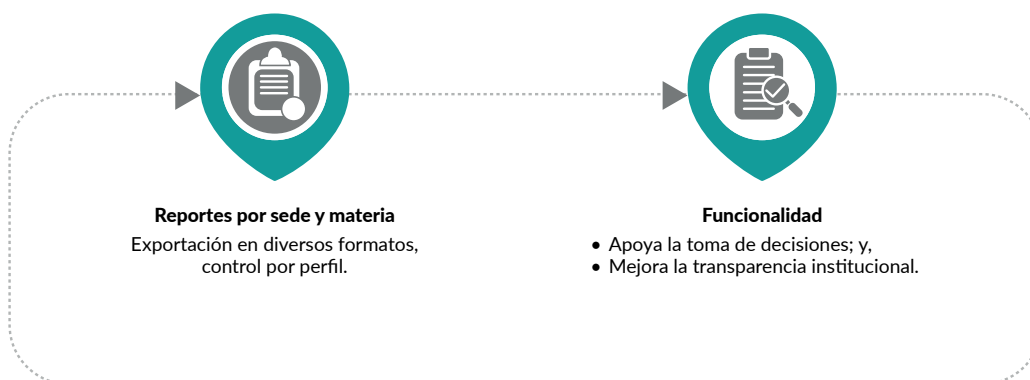 Reportes por sede y materia
Exportación en diversos formatos,
control por perfil.
Funcionalidad
• Apoya la toma de decisiones; y,
• Mejora la transparencia institucional.